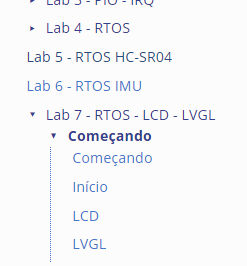 Lab 3 - PIO - IRQ
Lab 4 - RTOS
Lab 5 - RTOS HC-SR04
Lab 6 - RTOS IMU
Lab 7 - RTOS - LCD - LVGL
Começando
Começando
Início
LCD
LVGL